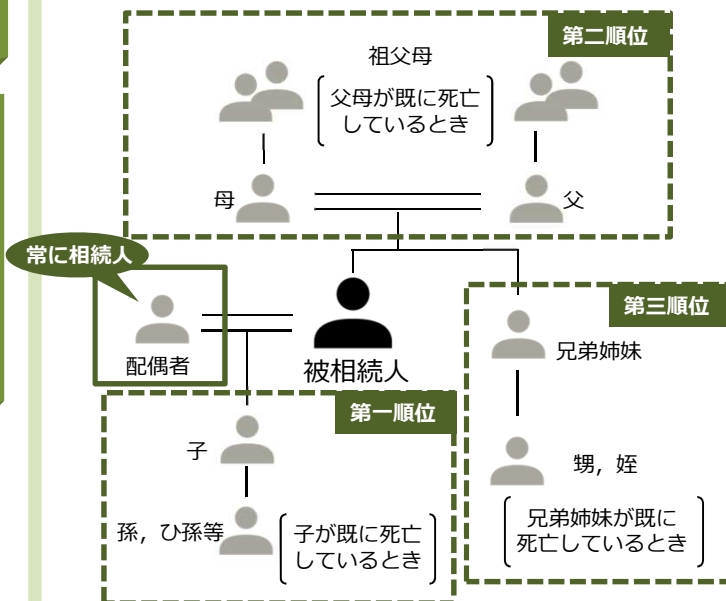 第二順位
祖父母
父母が既に死亡
しているとき
母
父
常に相続人
配偶者
被相続人
第三順位
兄弟姉妹
第一順位
子
甥，姪
孫，ひ孫等
子が既に死亡
しているとき
兄弟姉妹が既に
死亡しているとき